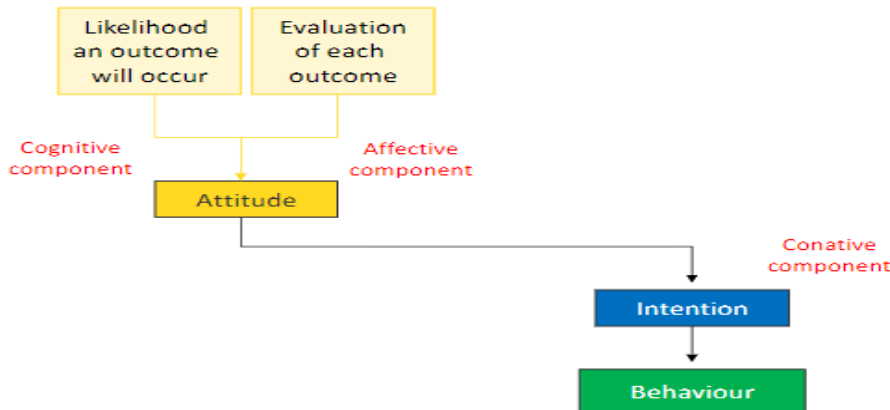 Likelihood
an outcome
will occur
Evaluation
of each
outcome
Cognitive
component
Affective
component
Attitude
Conative
component
Intention
Behaviour